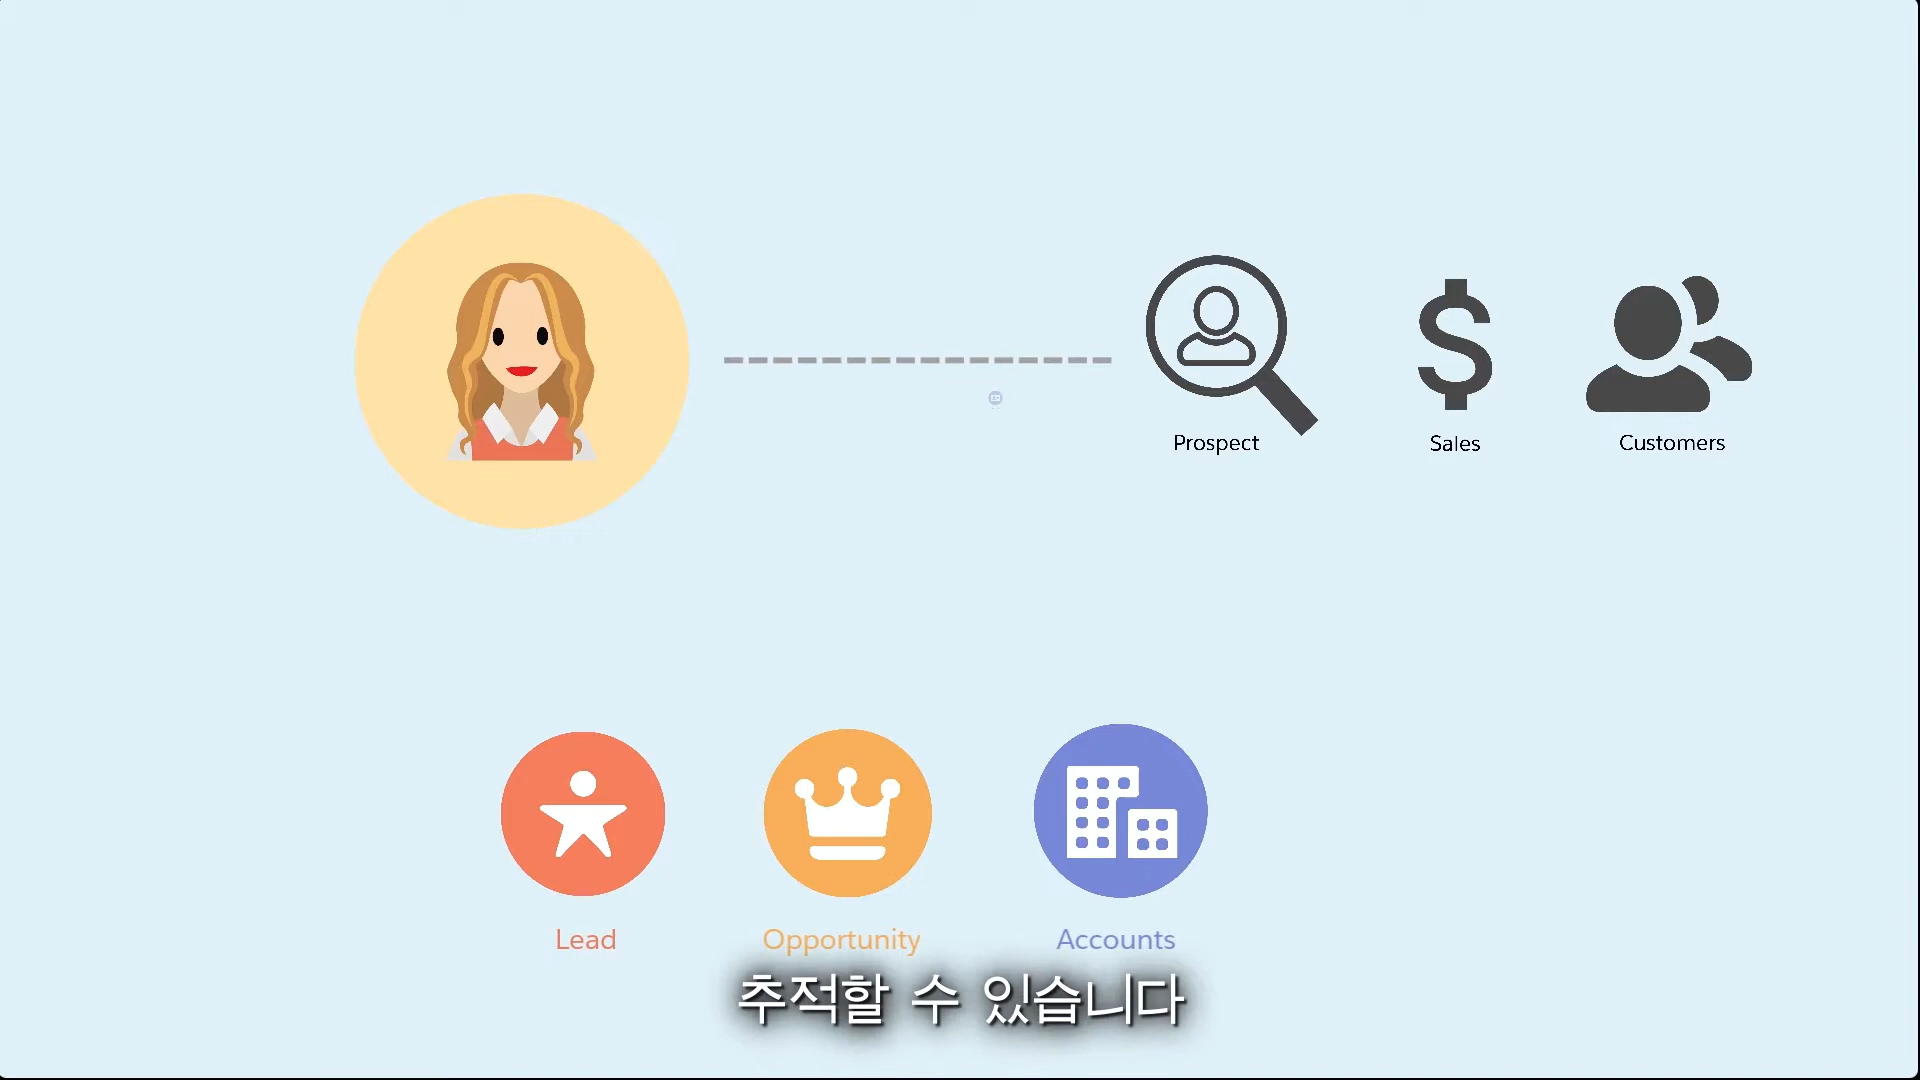 Prospect
Sales
Customers
Lead
Opportunity
Accounts
추적할 수 있습니다